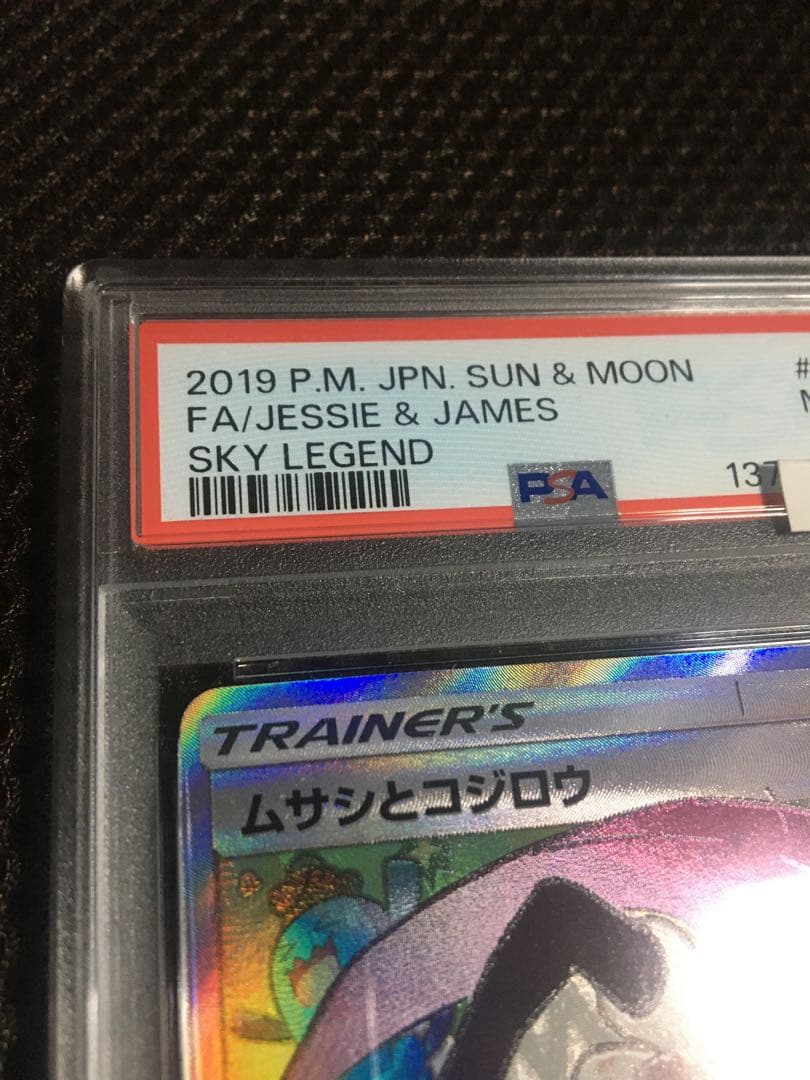 2019 P.M. JPN. SUN & MOON #
FA/JESSIE & JAMES
SKY LEGEND
PSA
137
TRAINER'S
ムサシとコジロウ